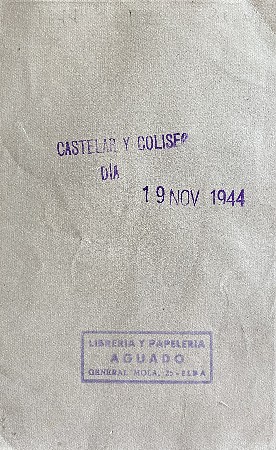 CASTELAR Y COLISEO
DIA
19 NOV 1944
LIBRERIA Y PAPELERIA
AGUADO
GENERAL MOLA, 25-ELDA